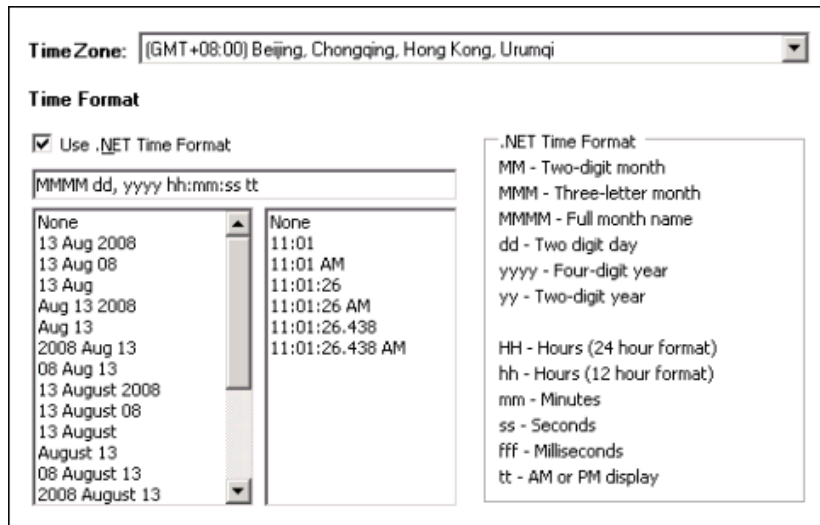 TimeZone: (GMT+08:00) Beijing, Chongqing, Hong Kong, Urumqi
Time Format
Use .NET Time Format
MMMM dd, yyyy hh:mm:ss tt
None
13 Aug 2008
13 Aug 08
13 Aug
Aug 13 2008
Aug 13
2008 Aug 13
08 Aug 13
13 August 2008
13 August 08
13 August
August 13
08 August 13
2008 August 13
None
11:01
11:01 AM
11:01:26
11:01:26 AM
11:01:26.438
11:01:26.438 AM
.NET Time Format
MM - Two-digit month
MMM - Three-letter month
MMMM - Full month name
dd - Two digit day
yyyy - Four-digit year
yy - Two-digit year
HH - Hours (24 hour format)
hh - Hours (12 hour format)
mm - Minutes
ss - Seconds
fff - Milliseconds
tt - AM or PM display